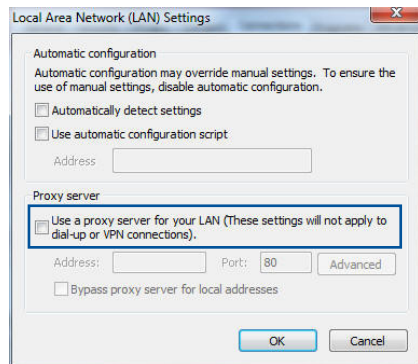 Local Area Network (LAN) Settings
Automatic configuration
Automatic configuration may override manual settings. To ensure the
use of manual settings, disable automatic configuration.
Automatically detect settings
Use automatic configuration script
Address
Proxy server
Use a proxy server for your LAN (These settings will not apply to
dial-up or VPN connections).
Address: Port: 80 Advanced
Bypass proxy server for local addresses
OK Cancel